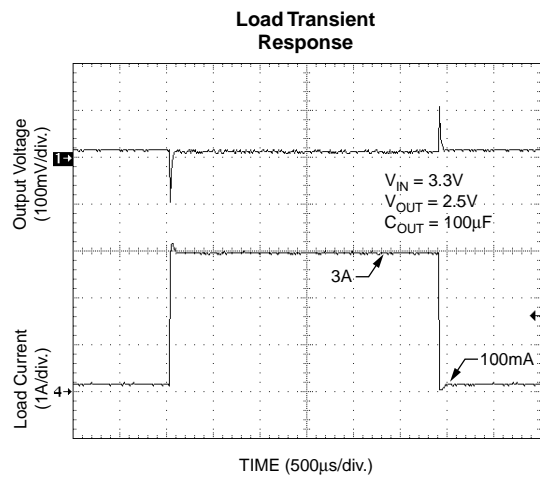 Load Transient
Response
Output Voltage
(100mV/div.)
1
V_IN = 3.3V
V_OUT = 2.5V
C_OUT = 100μF
3A
Load Current
(1A/div.)
4
100mA
TIME (500μs/div.)